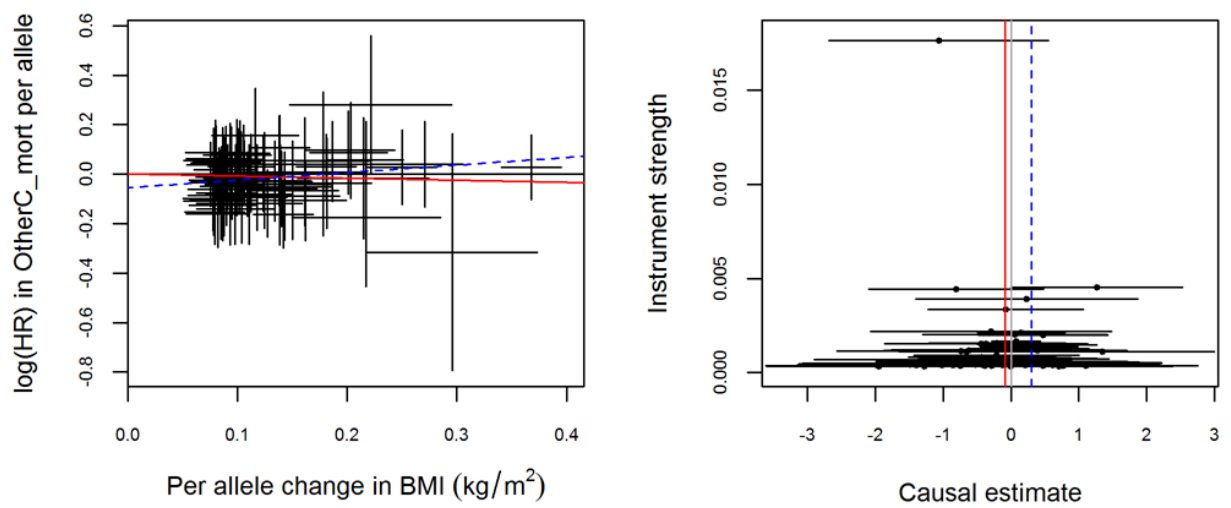 log(HR) in OtherC_mort per allele
0.6
0.4
0.2
0.0
-0.2
-0.4
-0.6
-0.8
0.0 0.1 0.2 0.3 0.4
Per allele change in BMI (kg/m²)
Instrument strength
0.015
0.010
0.005
0.000
-3 -2 -1 0 1 2 3
Causal estimate